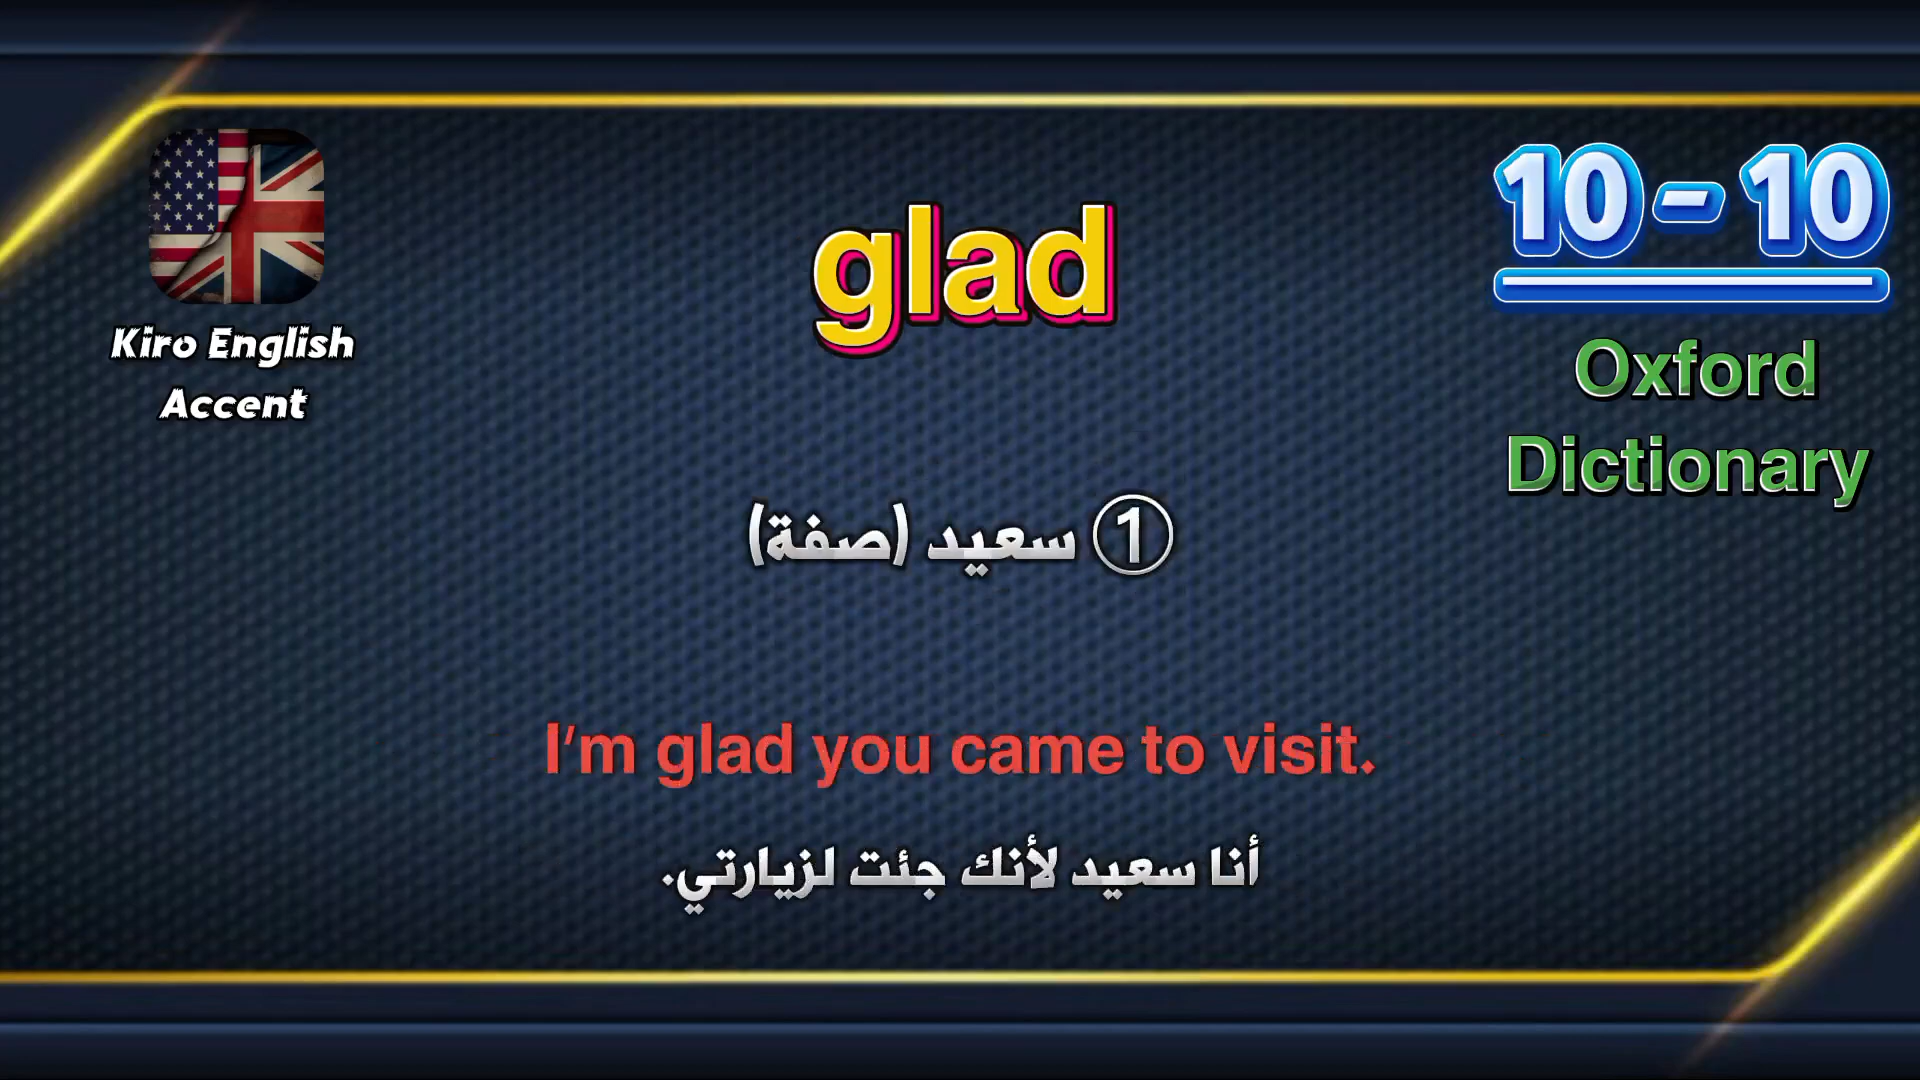 Kiro English
Accent
glad
10-10
Oxford
Dictionary
① سعيد (صفة)
I'm glad you came to visit.
أنا سعيد لأنك جئت لزيارتي.